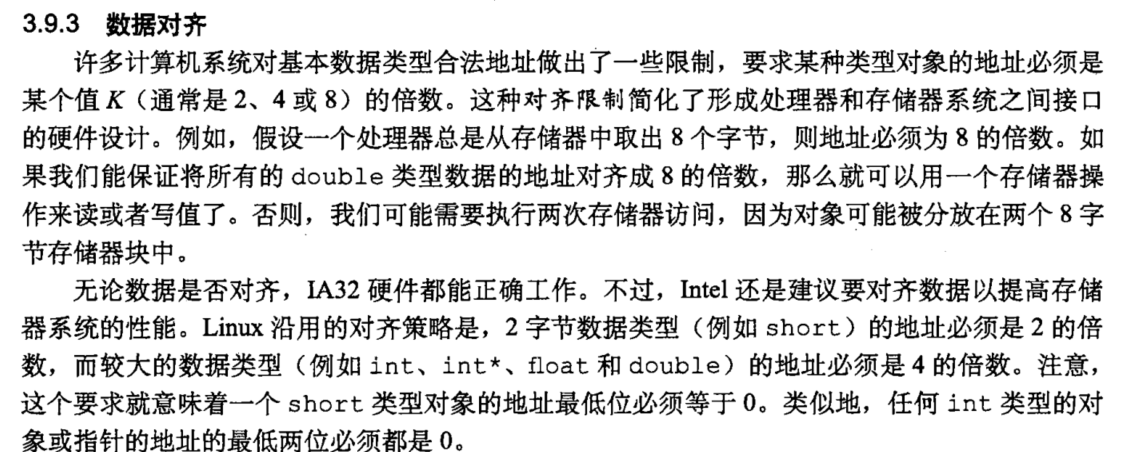 3.9.3 数据对齐
许多计算机系统对基本数据类型合法地址做出了一些限制，要求某种类型对象的地址必须是
某个值 K（通常是 2、4 或 8）的倍数。这种对齐限制简化了形成处理器和存储器系统之间接口
的硬件设计。例如，假设一个处理器总是从存储器中取出 8 个字节，则地址必须为 8 的倍数。如
果我们能保证将所有的 double 类型数据的地址对齐成 8 的倍数，那么就可以用一个存储器操
作来读或者写值了。否则，我们可能需要执行两次存储器访问，因为对象可能被分放在两个 8 字
节存储器块中。
无论数据是否对齐，IA32 硬件都能正确工作。不过，Intel 还是建议要对齐数据以提高存储
器系统的性能。Linux 沿用的对齐策略是，2 字节数据类型（例如 short）的地址必须是 2 的倍
数，而较大的数据类型（例如 int、int*、float 和 double）的地址必须是 4 的倍数。注意，
这个要求就意味着一个 short 类型对象的地址最低位必须等于 0。类似地，任何 int 类型的对
象或指针的地址的最低两位必须都是 0。